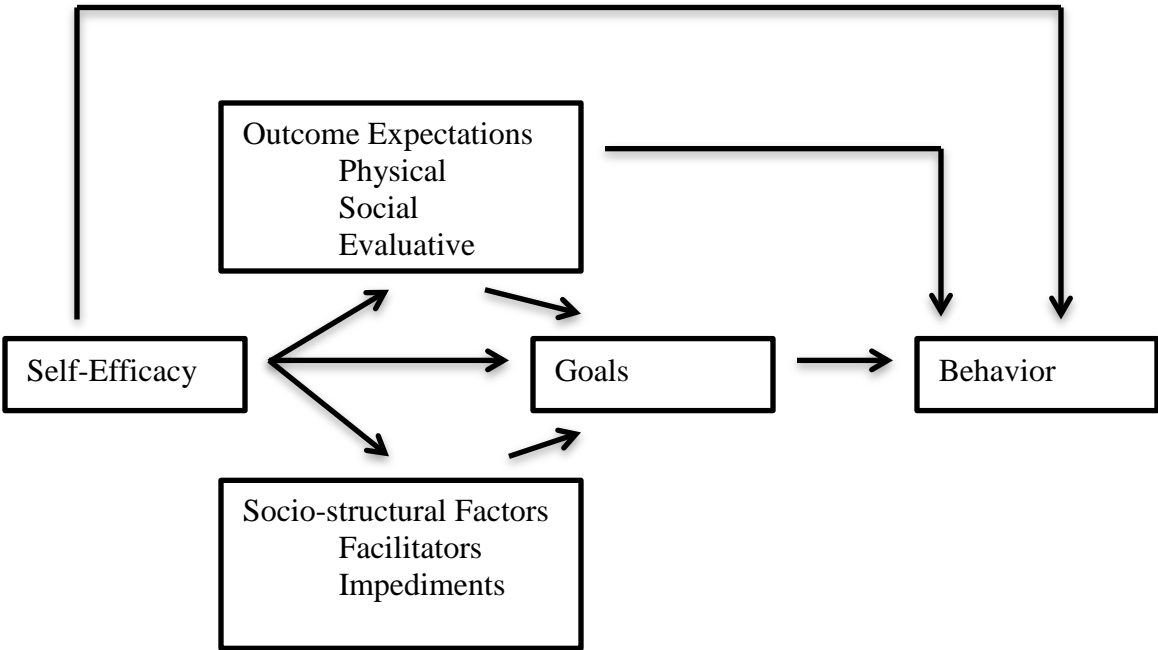 Outcome Expectations
Physical
Social
Evaluative
Self-Efficacy
Goals
Behavior
Socio-structural Factors
Facilitators
Impediments